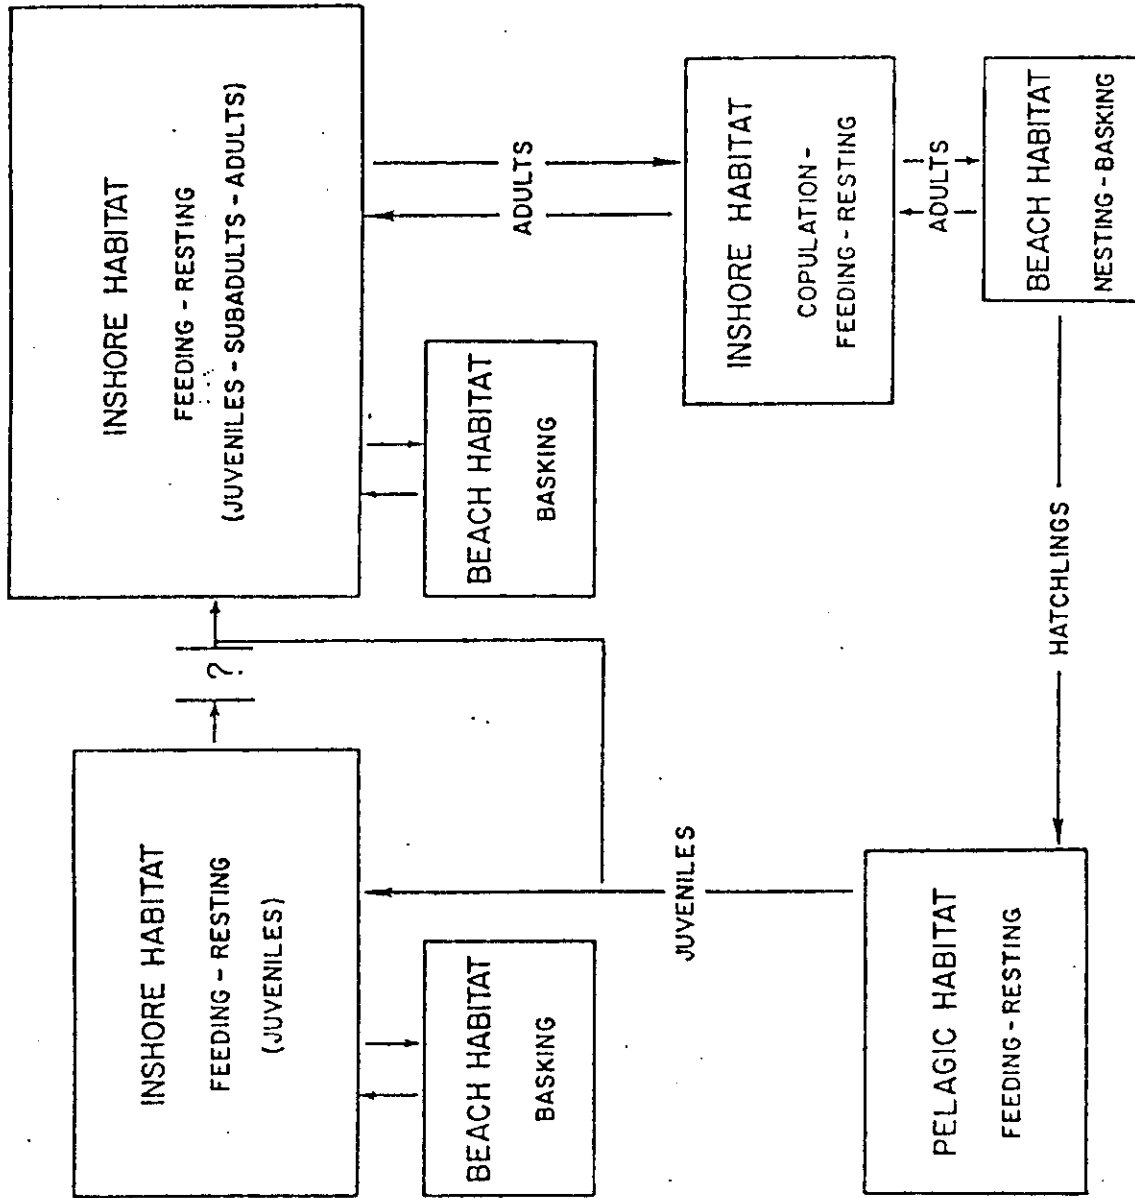 INSHORE HABITAT
FEEDING - RESTING
(JUVENILES)
?
INSHORE HABITAT
FEEDING - RESTING
(JUVENILES - SUBADULTS - ADULTS)
BEACH HABITAT
BASKING
BEACH HABITAT
BASKING
JUVENILES
ADULTS
INSHORE HABITAT
COPULATION -
FEEDING - RESTING
ADULTS
PELAGIC HABITAT
FEEDING - RESTING
HATCHLINGS
BEACH HABITAT
NESTING - BASKING